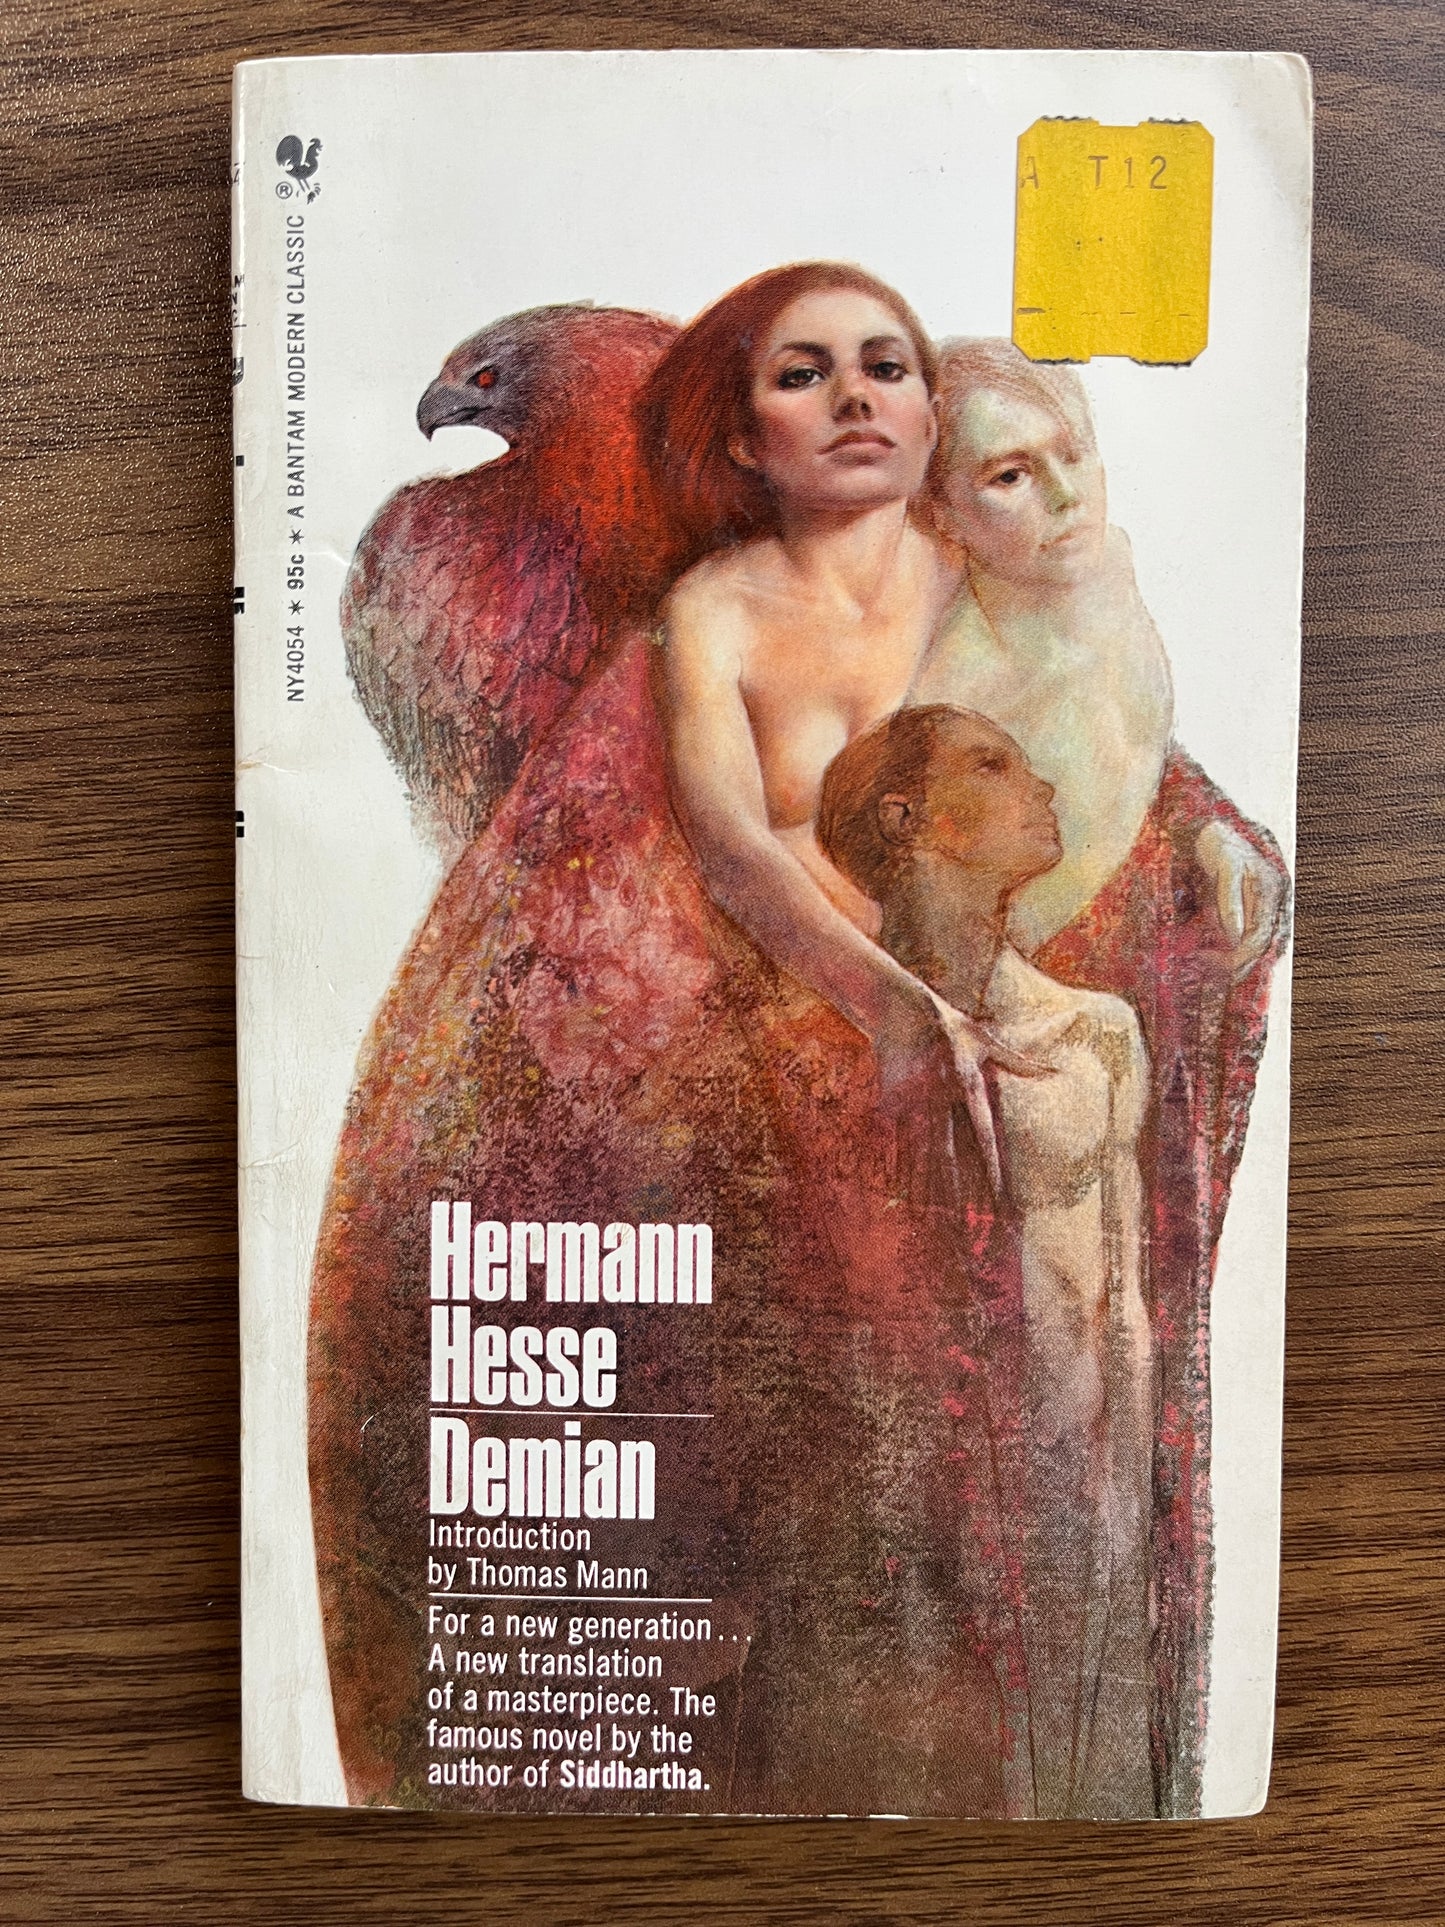 NY4054 * 95c * A BANTAM MODERN CLASSIC
®
A T12
Hermann
Hesse
Demian
Introduction
by Thomas Mann
For a new generation...
A new translation
of a masterpiece. The
famous novel by the
author of Siddhartha.